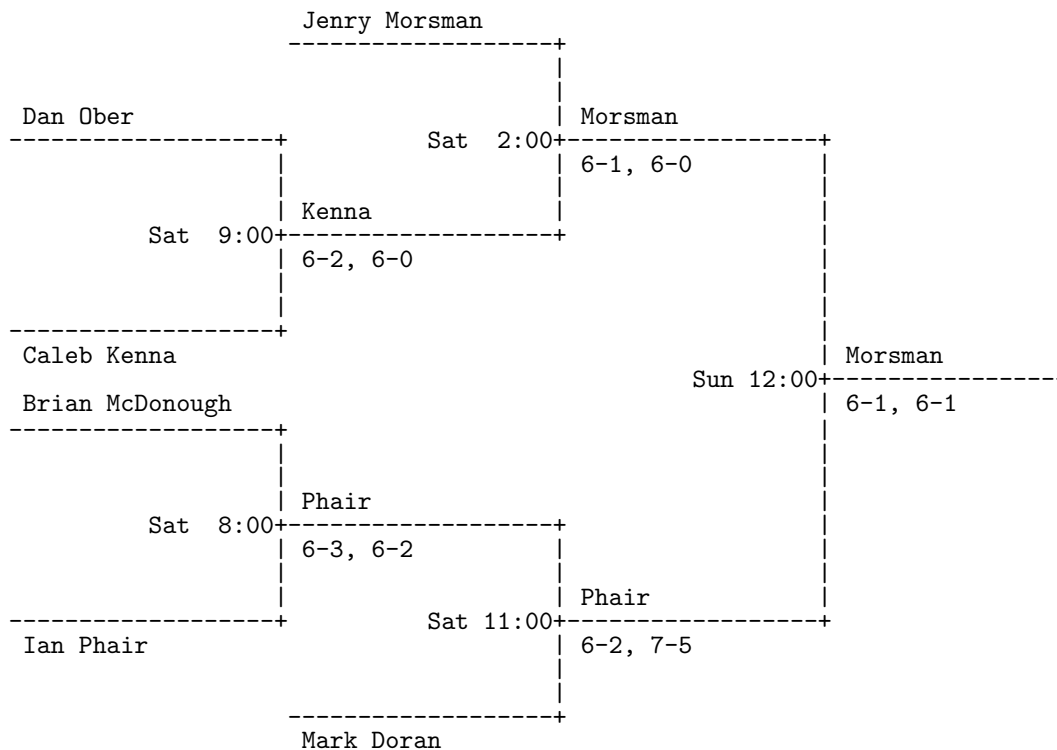 Jenry Morsman
Dan Ober
Morsman
Sat 2:00
6-1, 6-0
Kenna
Sat 9:00
6-2, 6-0
Caleb Kenna
Morsman
Sun 12:00
6-1, 6-1
Brian McDonough
Phair
Sat 8:00
6-3, 6-2
Phair
Sat 11:00
6-2, 7-5
Ian Phair
Mark Doran